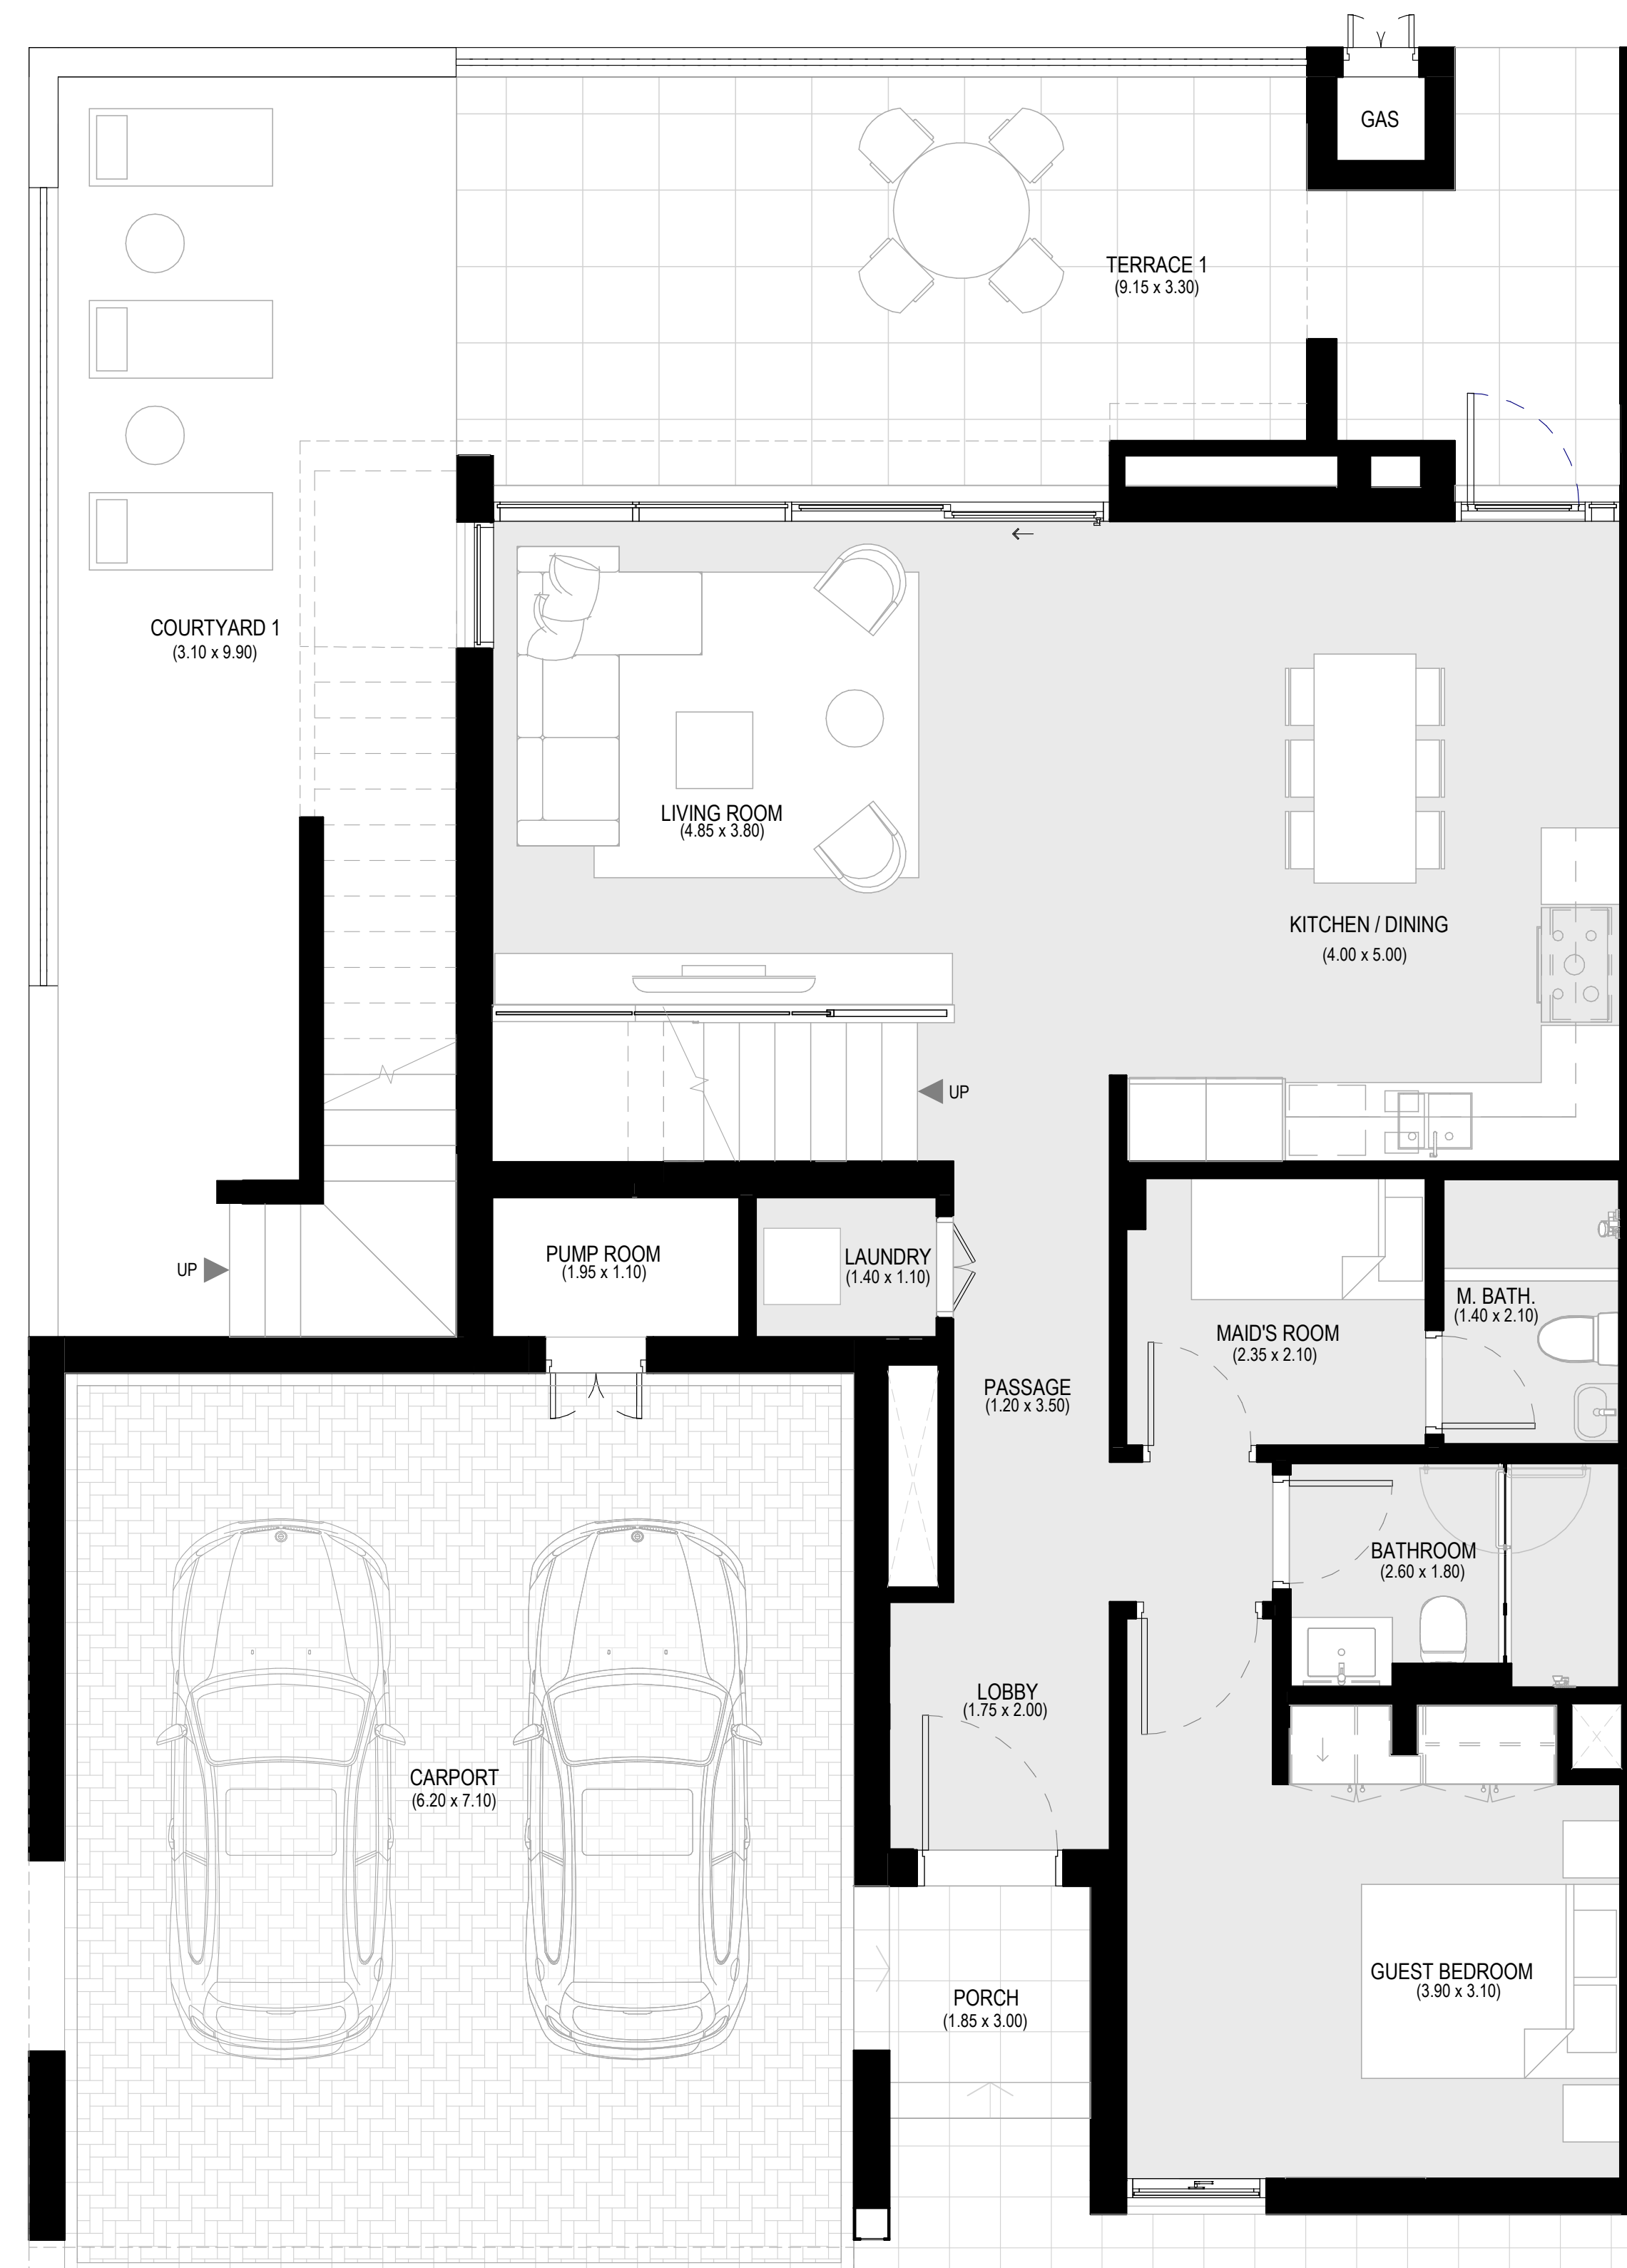 GAS
TERRACE 1
(9.15 x 3.30)
COURTYARD 1
(3.10 x 9.90)
LIVING ROOM
(4.85 x 3.80)
KITCHEN / DINING
(4.00 x 5.00)
UP
UP
PUMP ROOM
(1.95 x 1.10)
LAUNDRY
(1.40 x 1.10)
M. BATH.
(1.40 x 2.10)
MAID'S ROOM
(2.35 x 2.10)
PASSAGE
(1.20 x 3.50)
BATHROOM
(2.60 x 1.80)
LOBBY
(1.75 x 2.00)
CARPORT
(6.20 x 7.10)
GUEST BEDROOM
(3.90 x 3.10)
PORCH
(1.85 x 3.00)